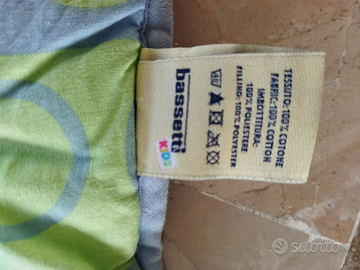 bassetti
KIDS
TESSUTO: 100% COTONE
FABRIC: 100% COTTON
IMBOTTITURA:
100% POLIESTERE
FILLING: 100% POLYESTER
subito